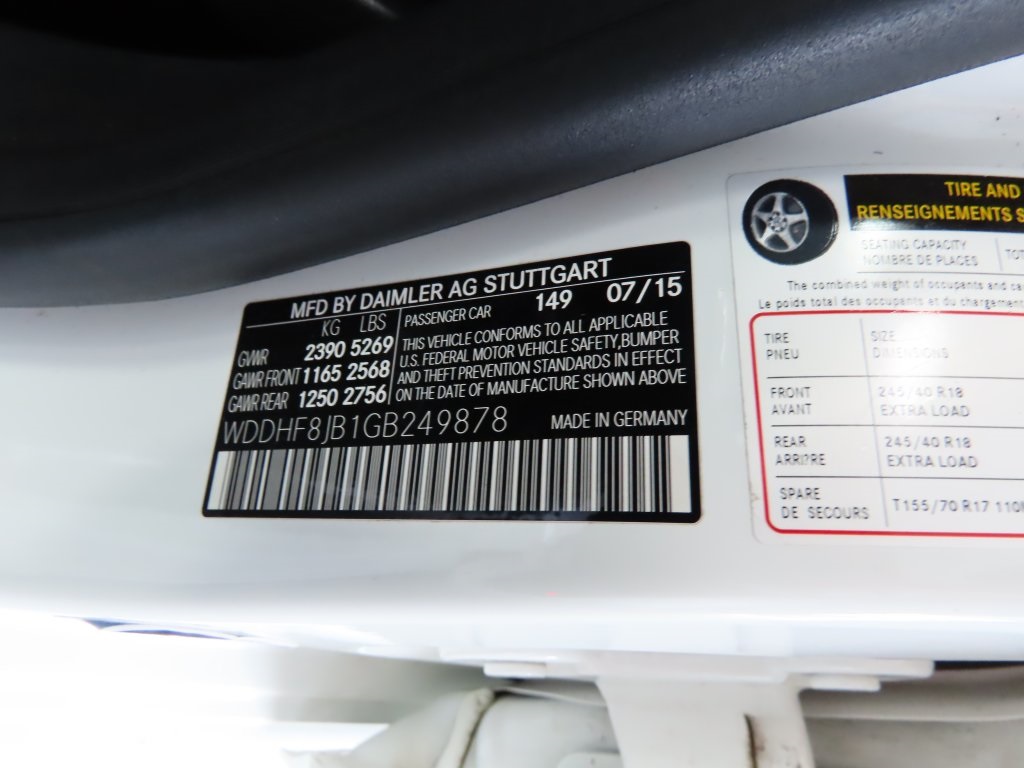 MFD BY DAIMLER AG STUTTGART
KG LBS
GVWR 2390 5269
GAWR FRONT 1165 2568
GAWR REAR 1250 2756
PASSENGER CAR 149 07/15
THIS VEHICLE CONFORMS TO ALL APPLICABLE
U.S. FEDERAL MOTOR VEHICLE SAFETY,BUMPER
AND THEFT PREVENTION STANDARDS IN EFFECT
ON THE DATE OF MANUFACTURE SHOWN ABOVE
WDDHF8JB1GB249878 MADE IN GERMANY
TIRE AND
RENSEIGNEMENTS S
SEATING CAPACITY
NOMBRE DE PLACES
TOT
The combined weight of occupants and ca
Le poids total des occupants et du chargement
TIRE SIZE
PNEU DIMENSIONS
FRONT 245/40 R18
AVANT EXTRA LOAD
REAR 245/40 R18
ARRI?RE EXTRA LOAD
SPARE
DE SECOURS T155/70 R17 110M